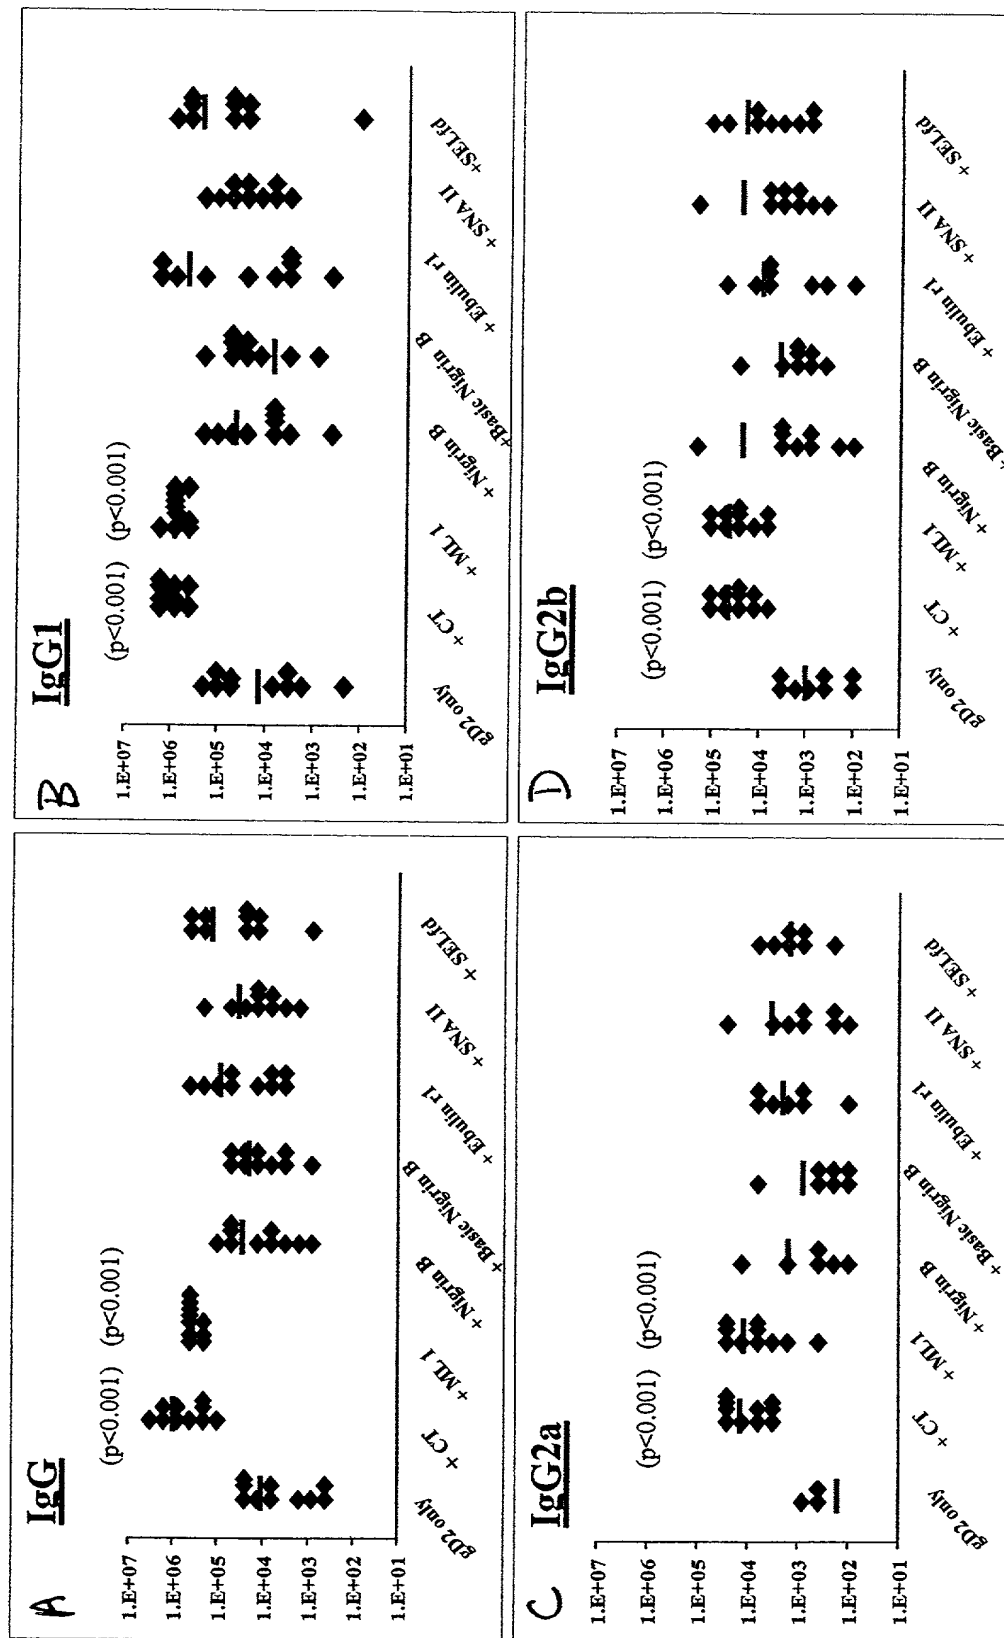 A
IgG
(p<0.001) (p<0.001)
1.E+07
1.E+06
1.E+05
1.E+04
1.E+03
1.E+02
1.E+01
gD2 only
+ CT
+ ML 1
+ Nigrin B
+ Basic Nigrin B
+ Ebulin r1
+ SNA II
+ SELfd
B
IgG1
(p<0.001) (p<0.001)
1.E+07
1.E+06
1.E+05
1.E+04
1.E+03
1.E+02
1.E+01
gD2 only
+ CT
+ ML 1
+ Nigrin B
+Basic Nigrin B
+ Ebulin r1
+ SNA II
+SELfd
C
IgG2a
(p<0.001) (p<0.001)
1.E+07
1.E+06
1.E+05
1.E+04
1.E+03
1.E+02
1.E+01
gD2 only
+ CT
+ ML1
+ Nigrin B
+ Basic Nigrin B
+ Ebulin r1
+ SNA II
+ SELfd
D
IgG2b
(p<0.001) (p<0.001)
1.E+07
1.E+06
1.E+05
1.E+04
1.E+03
1.E+02
1.E+01
gD2 only
+ CT
+ ML1
+ Nigrin B
+ Basic Nigrin B
+ Ebulin r1
+ SNA II
+ SELfd